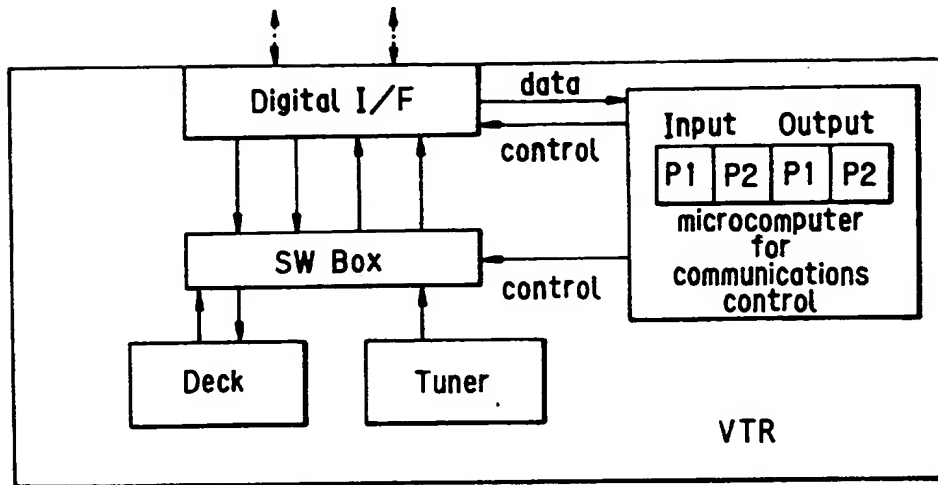 data
Digital I/F
Input Output
control
P1 P2 P1 P2
microcomputer
for
communications
control
SW Box
control
Deck
Tuner
VTR